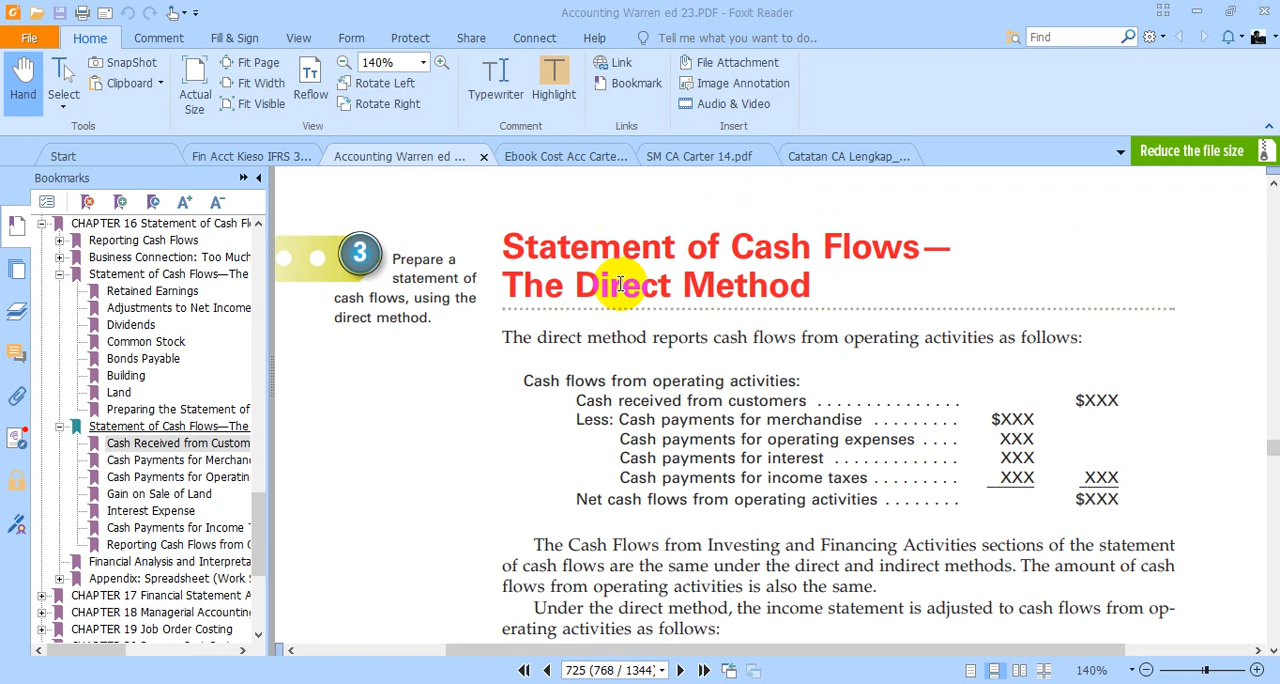 Accounting Warren ed 23.PDF - Foxit Reader
File Home Comment Fill & Sign View Form Protect Share Connect Help Tell me what you want to do.. Find
Hand
Select
SnapShot
Clipboard
Tools
Actual Size
Fit Page
Fit Width
Fit Visible
Reflow
140%
Rotate Left
Rotate Right
View
Typewriter
Highlight
Comment
Link
Bookmark
Links
File Attachment
Image Annotation
Audio & Video
Insert
Start Fin Acct Kieso IFRS 3... Accounting Warren ed ... Ebook Cost Acc Carte... SM CA Carter 14.pdf Catatan CA Lengkap_... Reduce the file size
Bookmarks
CHAPTER 16 Statement of Cash Fl
Reporting Cash Flows
Business Connection: Too Much
Statement of Cash Flows—The
Retained Earnings
Adjustments to Net Income
Dividends
Common Stock
Bonds Payable
Building
Land
Preparing the Statement of
Statement of Cash Flows—The
Cash Received from Custom
Cash Payments for Merchan
Cash Payments for Operatin
Gain on Sale of Land
Interest Expense
Cash Payments for Income
Reporting Cash Flows from
Financial Analysis and Interpreta
Appendix: Spreadsheet (Work
CHAPTER 17 Financial Statement A
CHAPTER 18 Managerial Accounting
CHAPTER 19 Job Order Costing
3 Prepare a
statement of
cash flows, using the
direct method.
Statement of Cash Flows—
The Direct Method
The direct method reports cash flows from operating activities as follows:
Cash flows from operating activities:
Cash received from customers . . . . . . . . . . . . . . . $XXX
Less: Cash payments for merchandise . . . . . . . . . $XXX
Cash payments for operating expenses . . . . XXX
Cash payments for interest . . . . . . . . . . . . . XXX
Cash payments for income taxes . . . . . . . . . XXX XXX
Net cash flows from operating activities . . . . . . . . $XXX
The Cash Flows from Investing and Financing Activities sections of the statement
of cash flows are the same under the direct and indirect methods. The amount of cash
flows from operating activities is also the same.
Under the direct method, the income statement is adjusted to cash flows from op-
erating activities as follows:
725 (768 / 1344) 140%